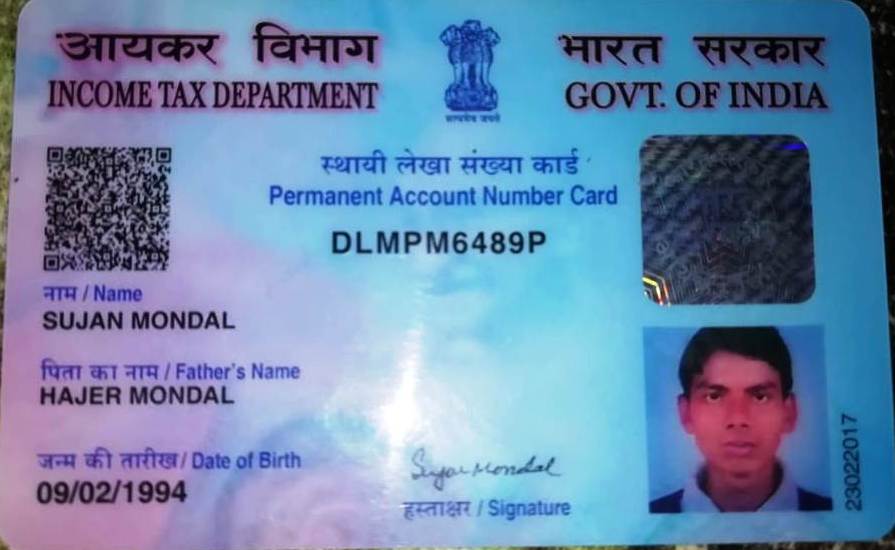 आयकर विभाग
INCOME TAX DEPARTMENT
सत्यमेव जयते
भारत सरकार
GOVT. OF INDIA
स्थायी लेखा संख्या कार्ड
Permanent Account Number Card
DLMPM6489P
नाम / Name
SUJAN MONDAL
पिता का नाम / Father's Name
HAJER MONDAL
जन्म की तारीख / Date of Birth
09/02/1994
Sujan Mondal
हस्ताक्षर / Signature
23022017